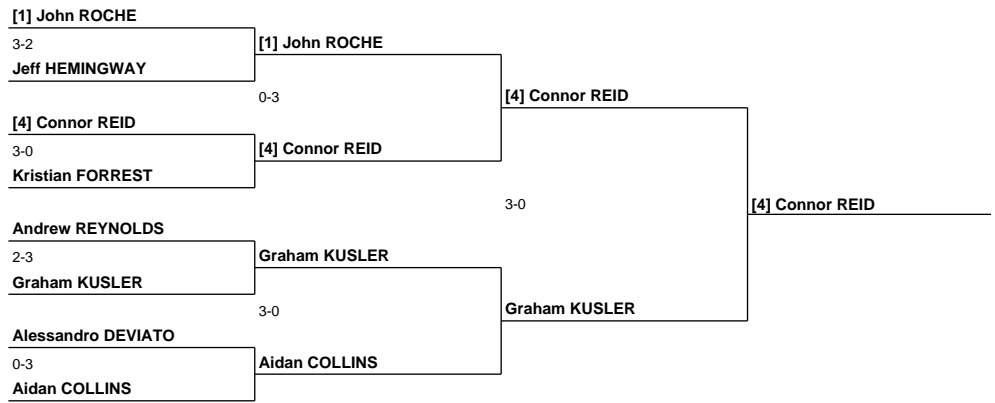 [1] John ROCHE
3-2
[1] John ROCHE
Jeff HEMINGWAY
0-3
[4] Connor REID
[4] Connor REID
3-0
[4] Connor REID
Kristian FORREST
3-0
[4] Connor REID
Andrew REYNOLDS
2-3
Graham KUSLER
Graham KUSLER
3-0
Graham KUSLER
Alessandro DEVIATO
0-3
Aidan COLLINS
Aidan COLLINS